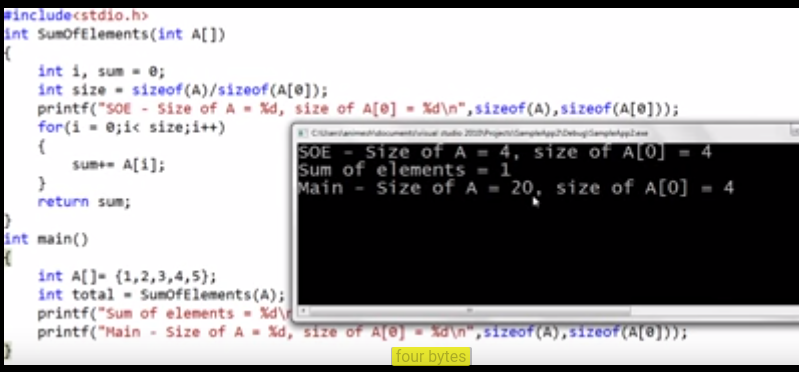 #include<stdio.h>
int SumOfElements(int A[])
{
int i, sum = 0;
int size = sizeof(A)/sizeof(A[0]);
printf("SOE - Size of A = %d, size of A[0] = %d\n",sizeof(A),sizeof(A[0]));
for(i = 0;i< size;i++)
{
sum+= A[i];
}
return sum;
}
int main()
{
int A[]= {1,2,3,4,5};
int total = SumOfElements(A);
printf("Sum of elements = %d\n
printf("Main - Size of A = %d, size of A[0] = %d\n",sizeof(A),sizeof(A[0]));
}
C:\Users\animesh\documents\visual studio 2010\Projects\SampleApp2\Debug\SampleApp2.exe
SOE - Size of A = 4, size of A[0] = 4
Sum of elements = 1
Main - Size of A = 20, size of A[0] = 4
four bytes